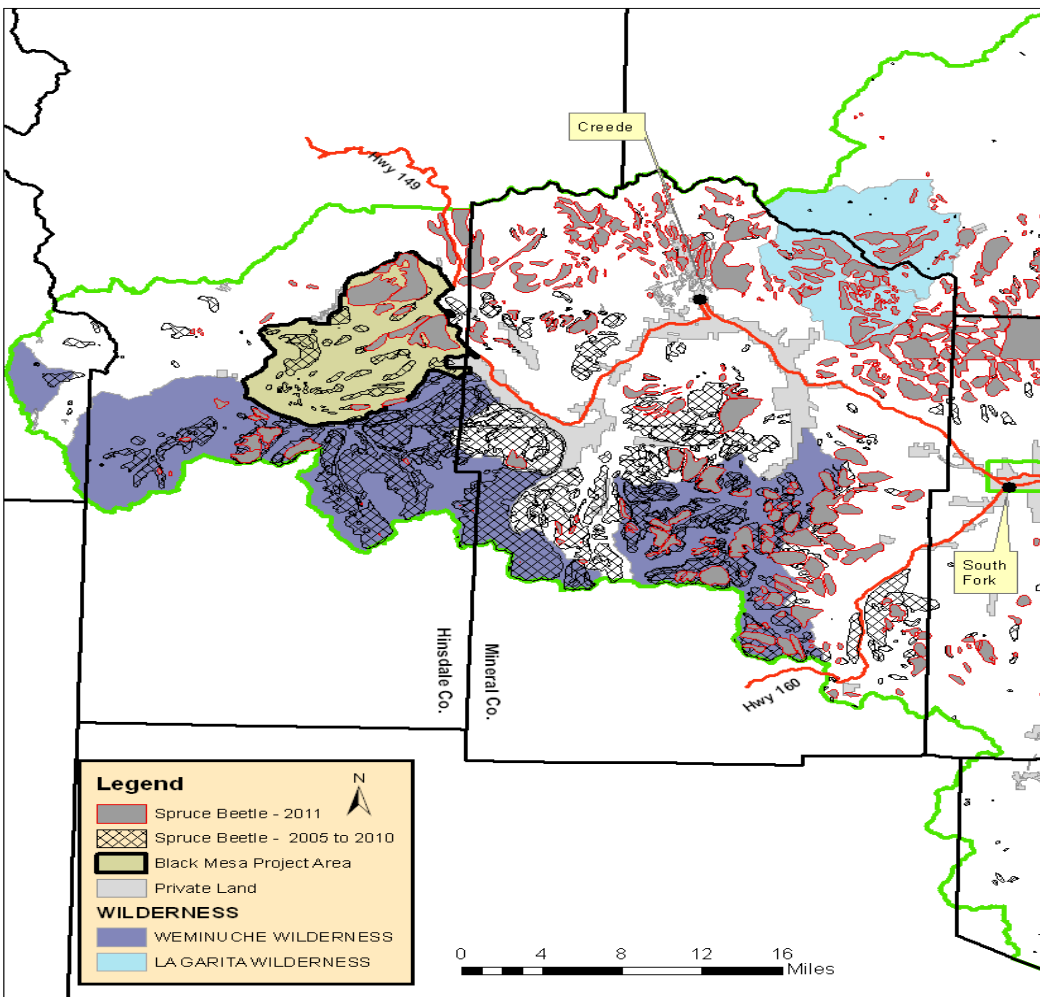 Creede
Hwy 149
South
Fork
Hinsdale Co.
Mineral Co.
Hwy 160
Legend
N
Spruce Beetle - 2011
Spruce Beetle - 2005 to 2010
Black Mesa Project Area
Private Land
WILDERNESS
WEMINUCHE WILDERNESS
LA GARITA WILDERNESS
0 4 8 12 16
Miles